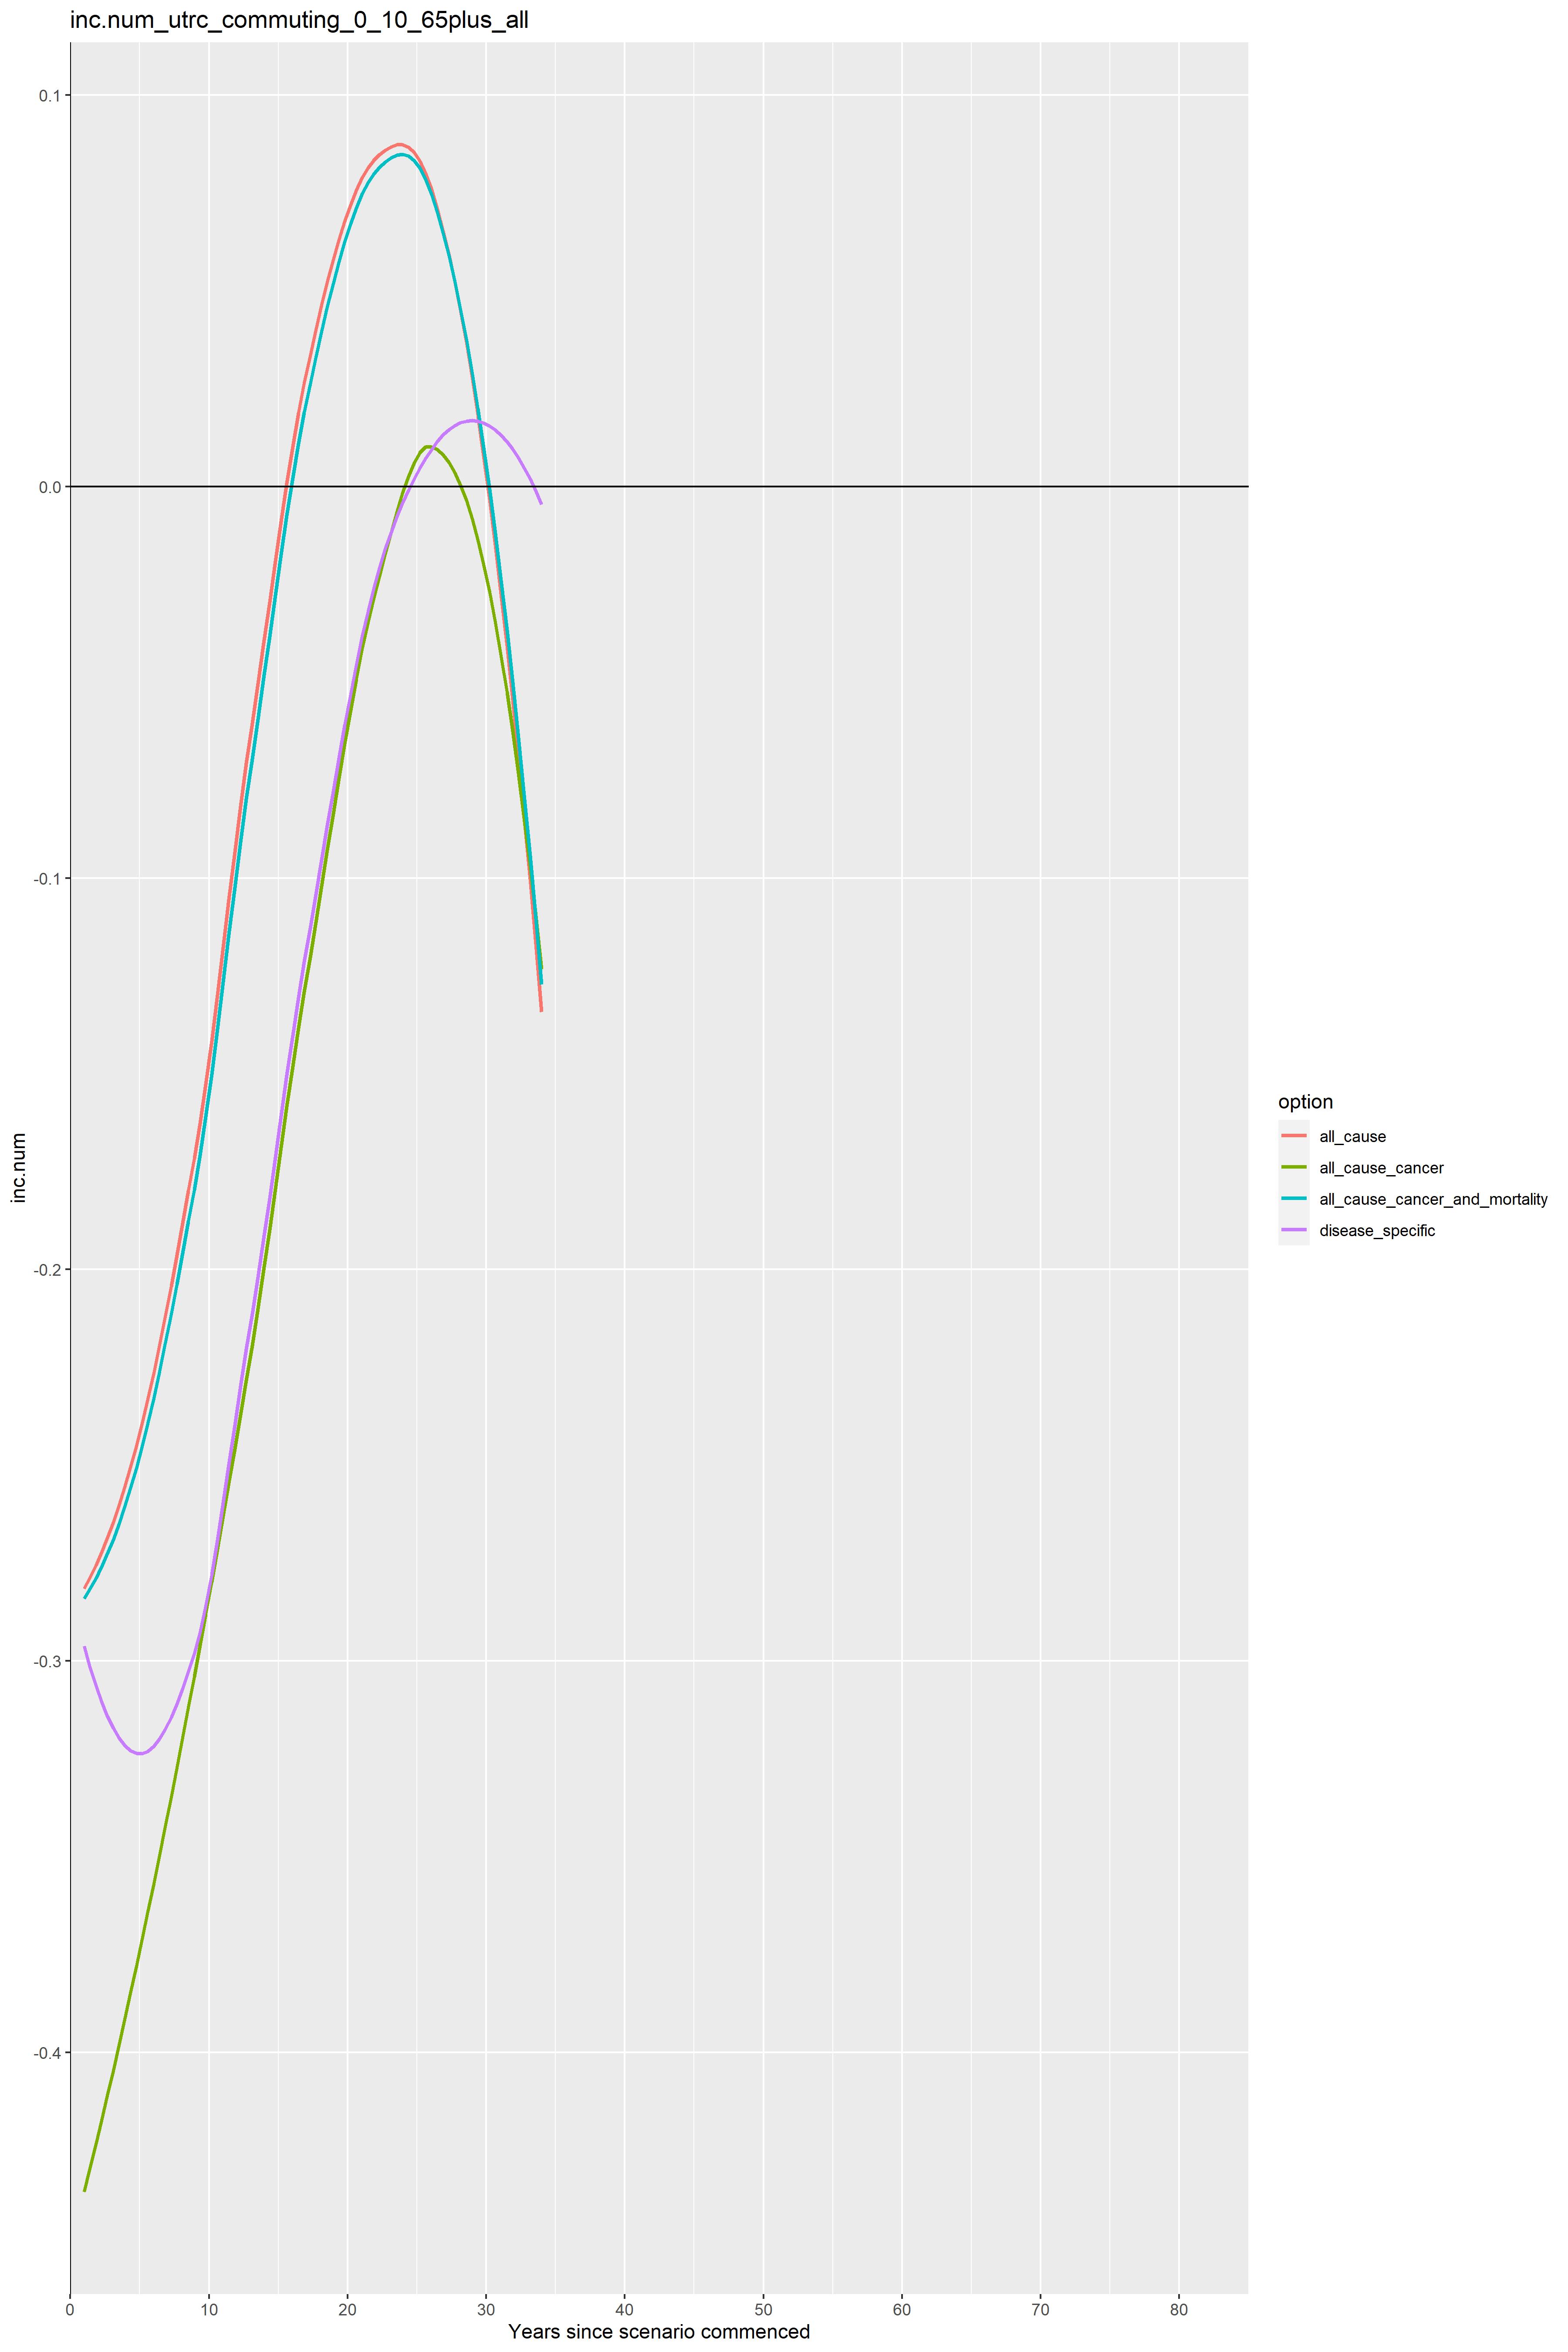 inc.num_utrc_commuting_0_10_65plus_all
0.1
0.0
-0.1
-0.2
-0.3
-0.4
inc.num
0 10 20 30 40 50 60 70 80
Years since scenario commenced
option
all_cause
all_cause_cancer
all_cause_cancer_and_mortality
disease_specific